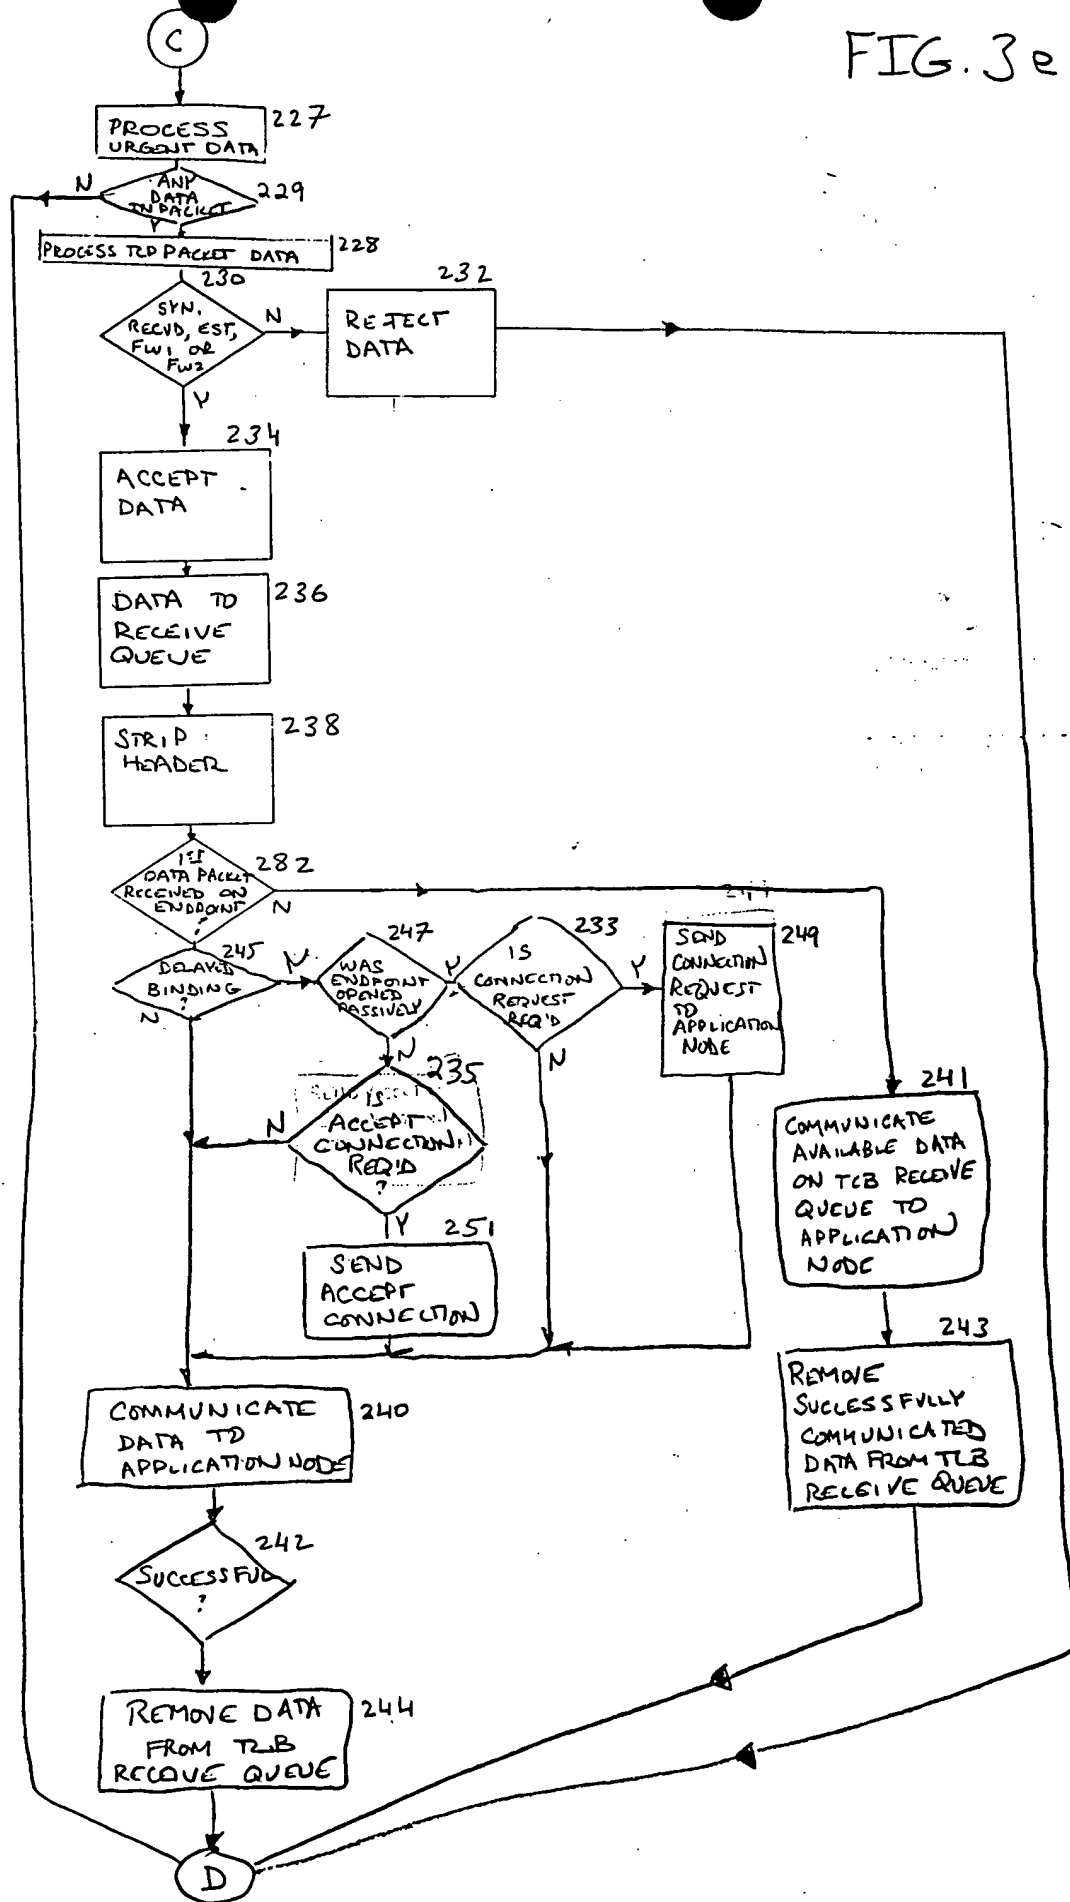 C
FIG. 3e
PROCESS
URGENT DATA
227
N
ANY
DATA
IN PACKET
229
Y
PROCESS TCP PACKET DATA
228
230
SYN.
RECVD, EST,
FW1 OR
FW2
N
Y
232
REJECT
DATA
234
ACCEPT
DATA
DATA TO
RECEIVE
QUEUE
236
STRIP
HEADER
238
DATA PACKET
RECEIVED ON
ENDPOINT
?
282
N
245
DELAYED
BINDING
?
N
N
247
WAS
ENDPOINT
OPENED
PASSIVELY
Y
N
233
IS
CONNECTION
REQUEST
REQ'D
Y
N
SEND
CONNECTION
REQUEST
TO
APPLICATION
NODE
249
235
IS
ACCEPT
CONNECTION
REQ'D
?
N
Y
251
SEND
ACCEPT
CONNECTION
241
COMMUNICATE
AVAILABLE DATA
ON TCB RECEIVE
QUEUE TO
APPLICATION
NODE
243
REMOVE
SUCCESSFULLY
COMMUNICATED
DATA FROM TCB
RECEIVE QUEUE
COMMUNICATE
DATA TO
APPLICATION NODE
240
242
SUCCESSFUL
?
REMOVE DATA
FROM TCB
RECEIVE QUEUE
244
D